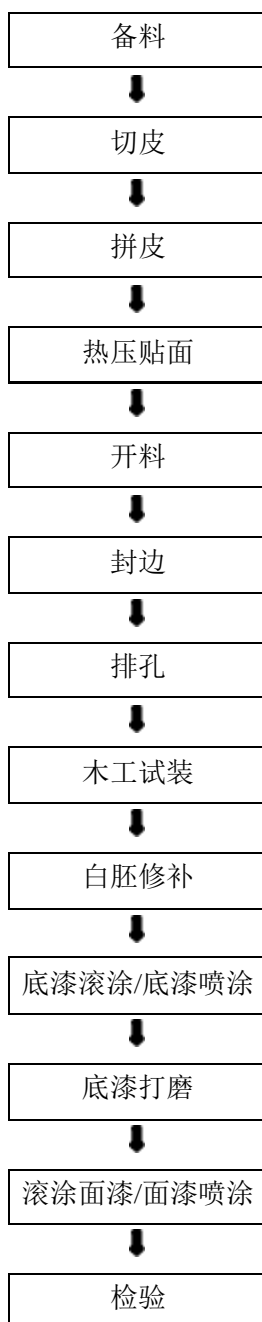 备料
切皮
拼皮
热压贴面
开料
封边
排孔
木工试装
白胚修补
底漆滚涂/底漆喷涂
底漆打磨
滚涂面漆/面漆喷涂
检验